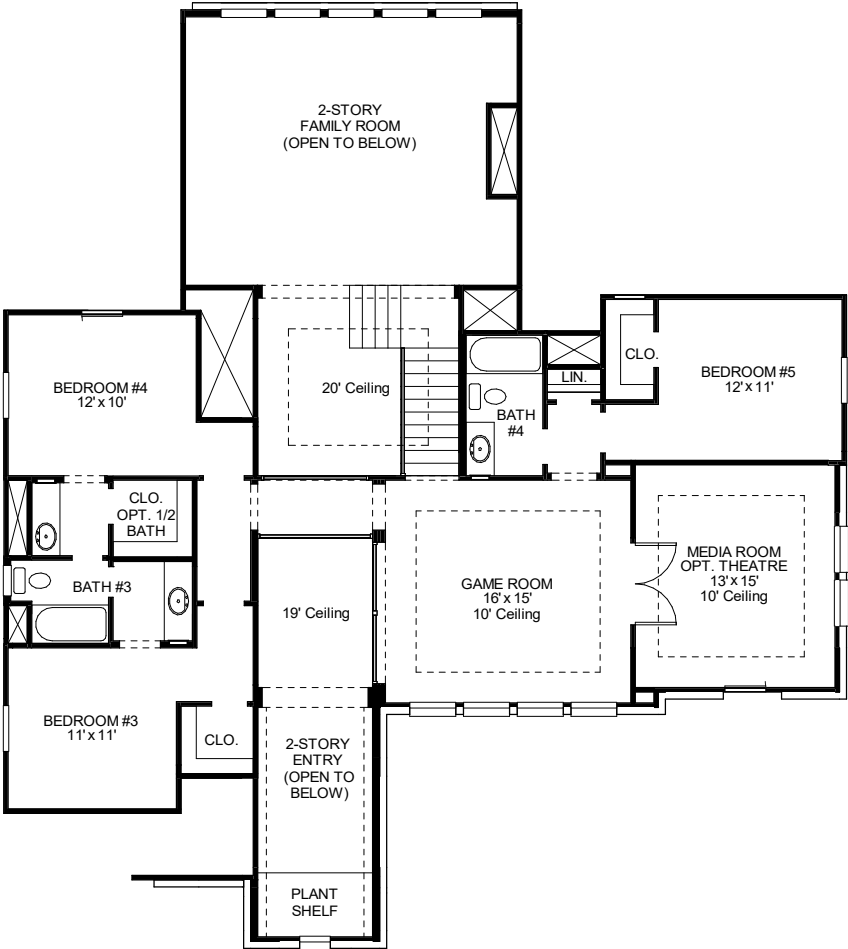 2-STORY
FAMILY ROOM
(OPEN TO BELOW)
BEDROOM #4
12' x 10'
20' Ceiling
BATH
#4
LIN.
CLO.
BEDROOM #5
12' x 11'
CLO.
OPT. 1/2
BATH
BATH #3
19' Ceiling
GAME ROOM
16' x 15'
10' Ceiling
MEDIA ROOM
OPT. THEATRE
13' x 15'
10' Ceiling
BEDROOM #3
11' x 11'
CLO.
2-STORY
ENTRY
(OPEN TO
BELOW)
PLANT
SHELF